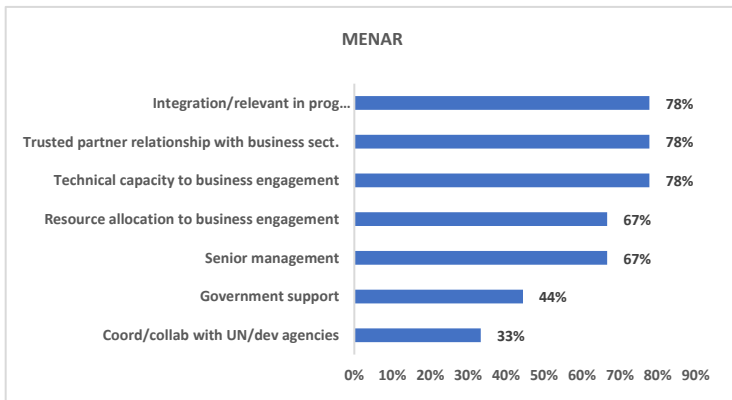 MENAR
Integration/relevant in prog... 78%
Trusted partner relationship with business sect. 78%
Technical capacity to business engagement 78%
Resource allocation to business engagement 67%
Senior management 67%
Government support 44%
Coord/collab with UN/dev agencies 33%
0% 10% 20% 30% 40% 50% 60% 70% 80% 90%